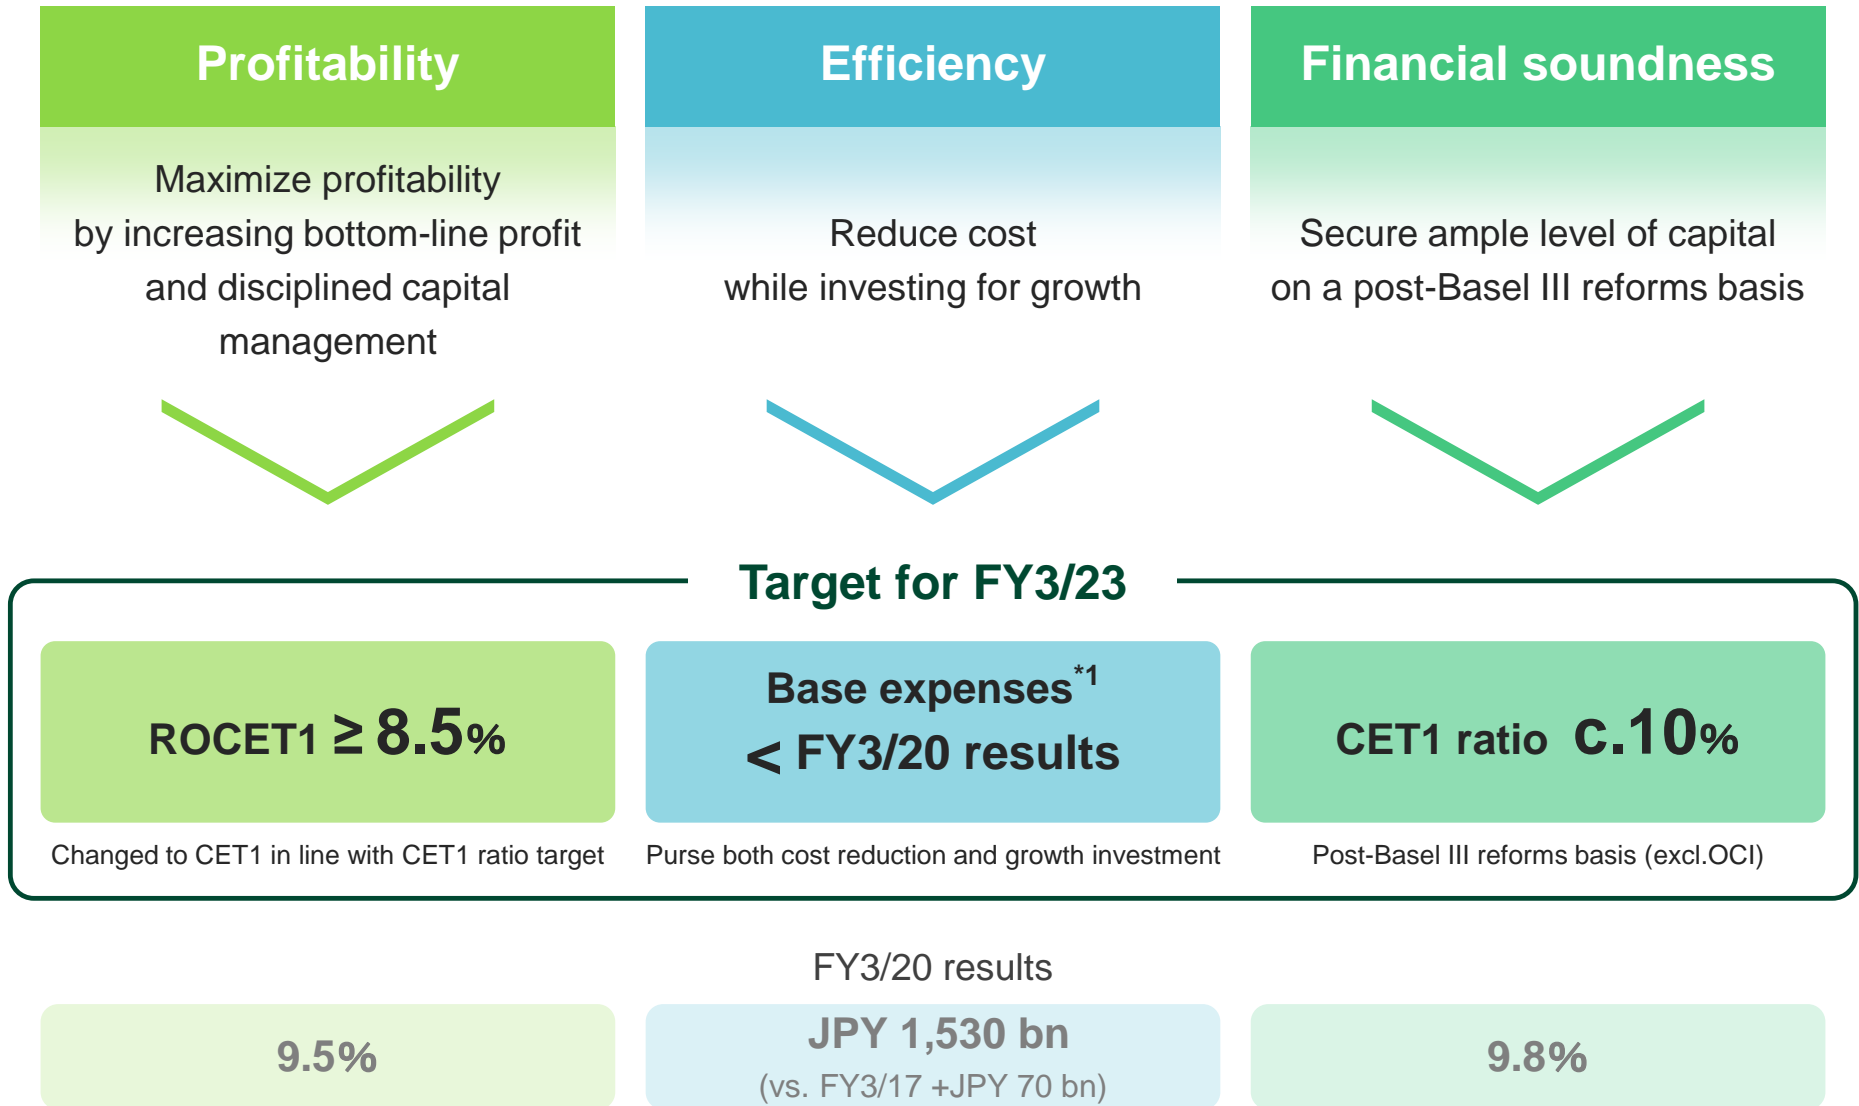 Profitability
Maximize profitability
by increasing bottom-line profit
and disciplined capital
management
Efficiency
Reduce cost
while investing for growth
Financial soundness
Secure ample level of capital
on a post-Basel III reforms basis
Target for FY3/23
ROCET1 ≥ 8.5%
Changed to CET1 in line with CET1 ratio target
Base expenses*1
< FY3/20 results
Purse both cost reduction and growth investment
CET1 ratio c.10%
Post-Basel III reforms basis (excl.OCI)
FY3/20 results
9.5%
JPY 1,530 bn
(vs. FY3/17 +JPY 70 bn)
9.8%